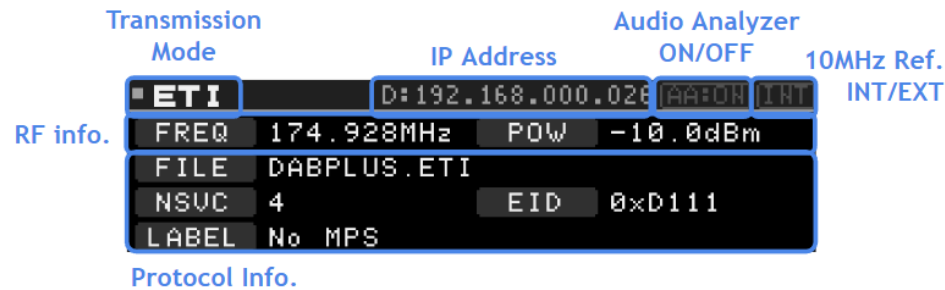 Transmission
Mode
IP Address
Audio Analyzer
ON/OFF
10MHz Ref.
INT/EXT
ETI
D:192.168.000.026
AA:ON
INT
RF info.
FREQ 174.928MHz POW -10.0dBm
FILE DABPLUS.ETI
NSVC 4 EID 0xD111
LABEL No MPS
Protocol Info.